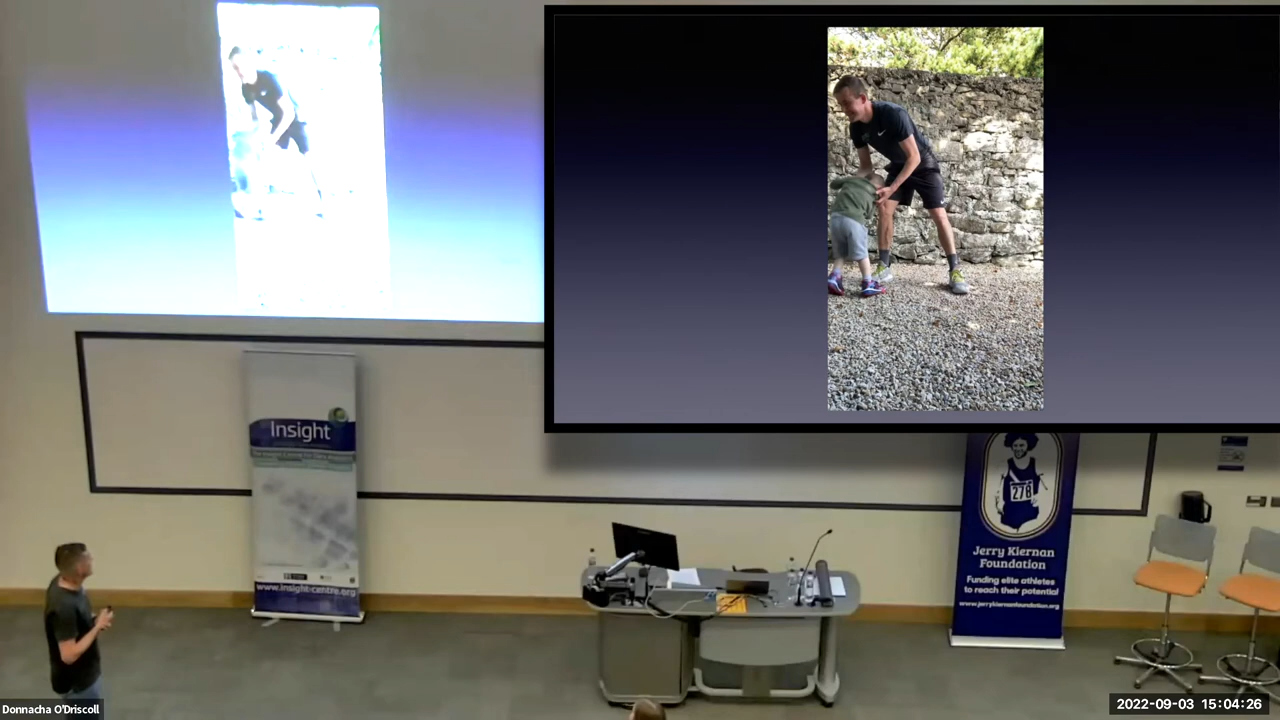 Insight
www.insight-centre.org
278
Jerry Kiernan
Foundation
Funding elite athletes
to reach their potential
www.jerrykiernanfoundation.org
Donnacha O'Driscoll
2022-09-03 15:04:26